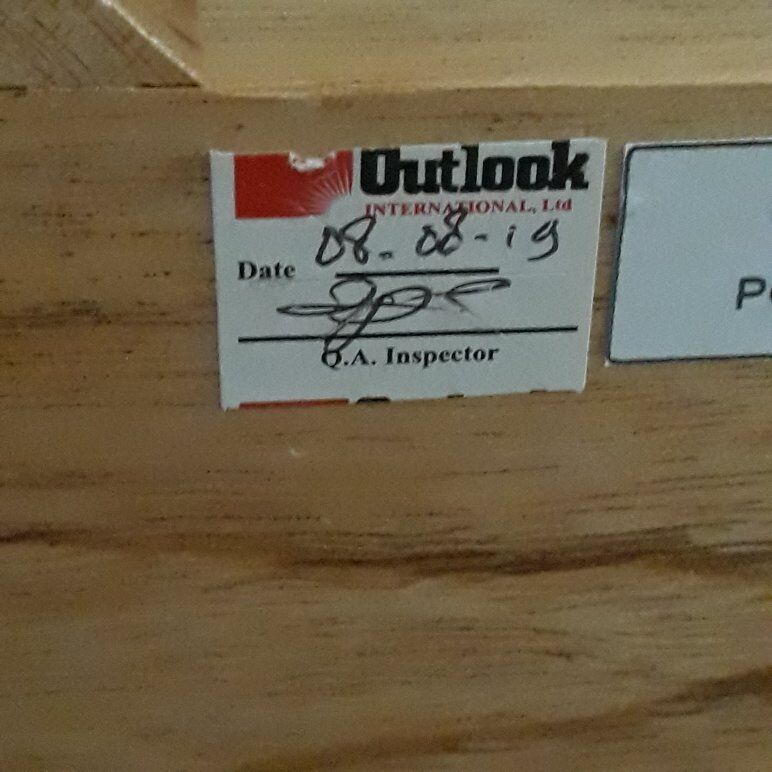 Outlook
INTERNATIONAL, Ltd
Date 08-08-19
Q.A. Inspector